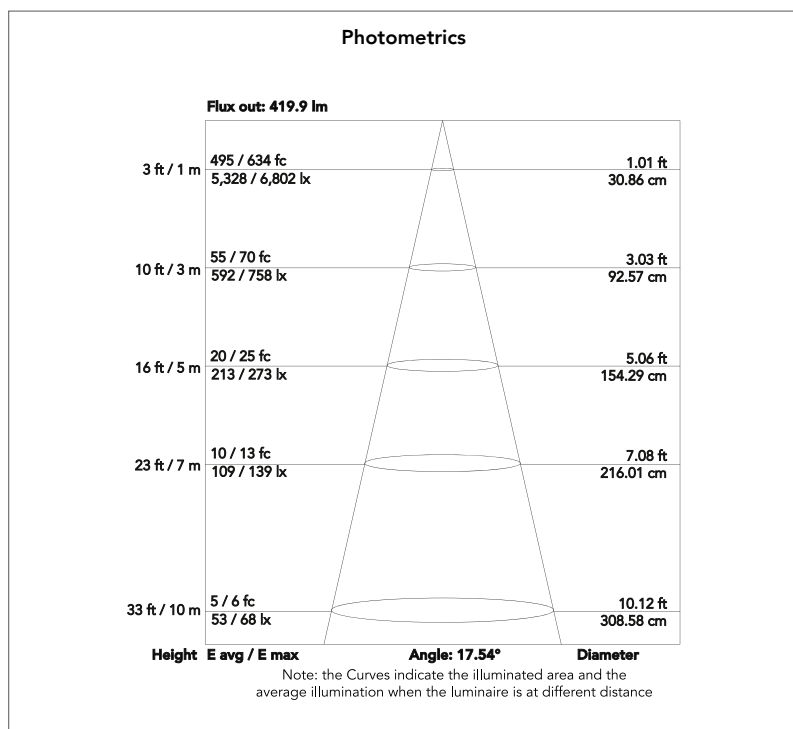 Photometrics
Flux out: 419.9 lm
3 ft / 1 m
495 / 634 fc
5,328 / 6,802 lx
1.01 ft
30.86 cm
10 ft / 3 m
55 / 70 fc
592 / 758 lx
3.03 ft
92.57 cm
16 ft / 5 m
20 / 25 fc
213 / 273 lx
5.06 ft
154.29 cm
23 ft / 7 m
10 / 13 fc
109 / 139 lx
7.08 ft
216.01 cm
33 ft / 10 m
5 / 6 fc
53 / 68 lx
10.12 ft
308.58 cm
Height E avg / E max Angle: 17.54° Diameter
Note: the Curves indicate the illuminated area and the
average illumination when the luminaire is at different distance